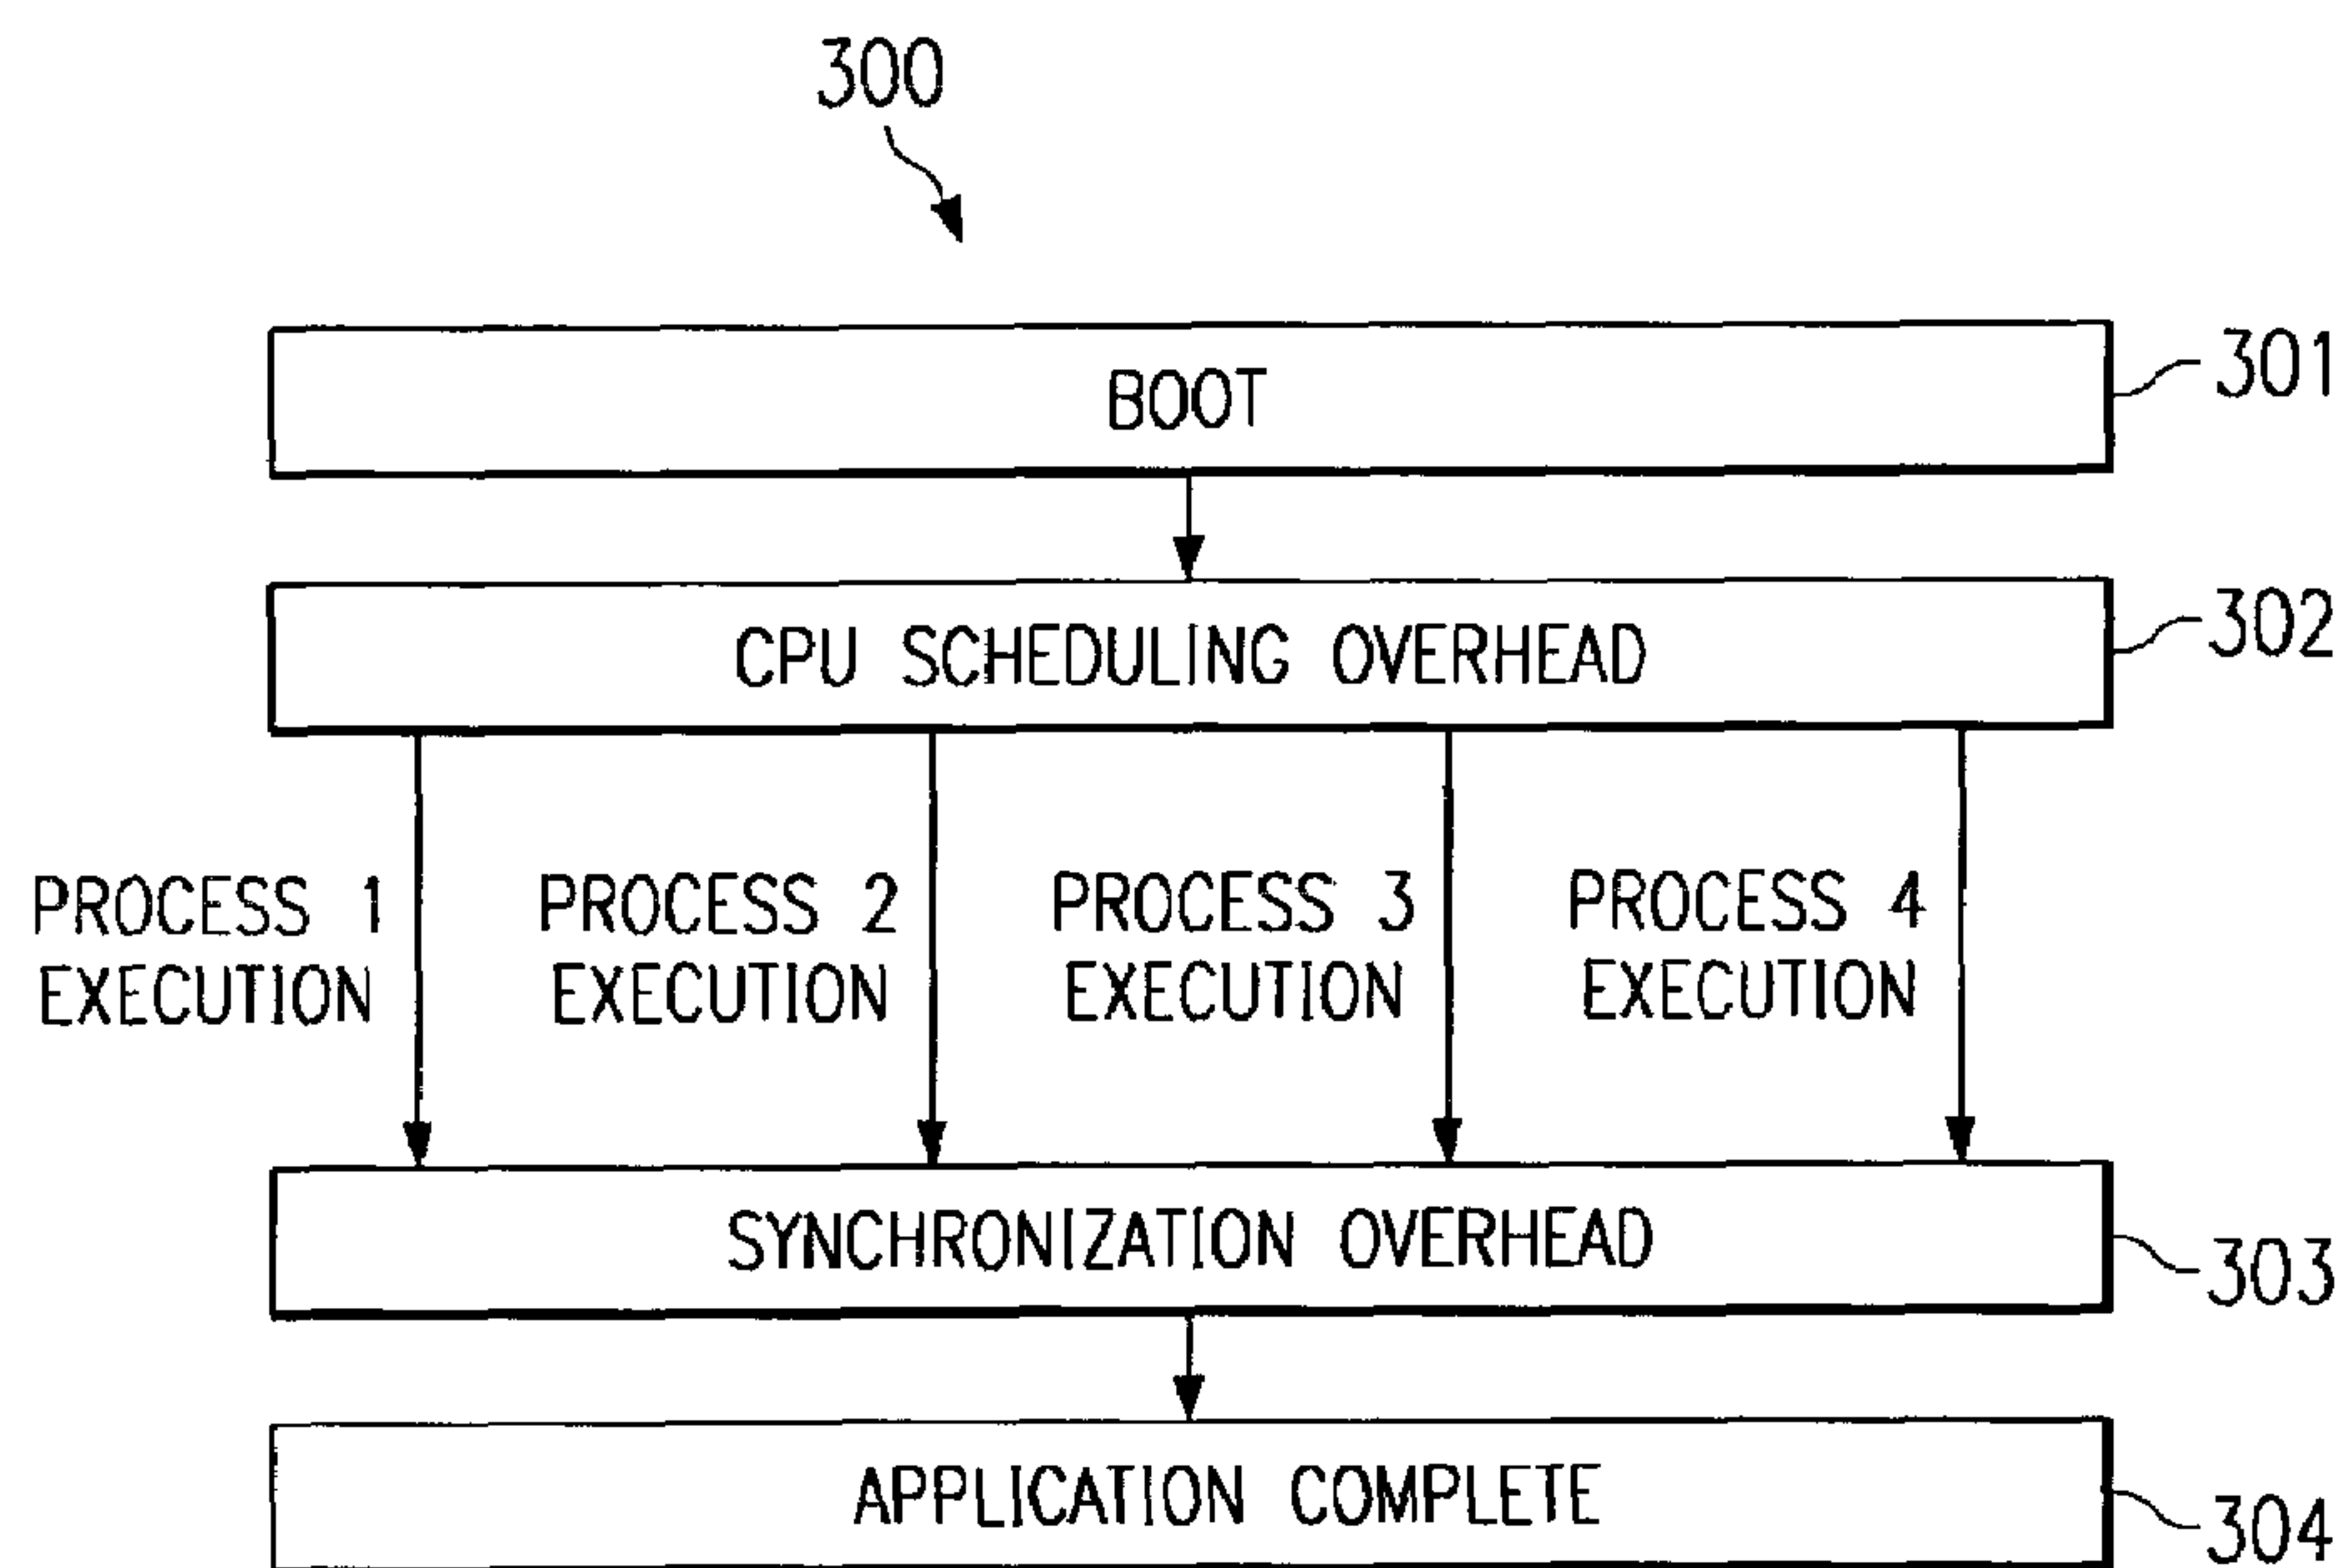 300
BOOT
301
CPU SCHEDULING OVERHEAD
302
PROCESS 1
EXECUTION
PROCESS 2
EXECUTION
PROCESS 3
EXECUTION
PROCESS 4
EXECUTION
SYNCHRONIZATION OVERHEAD
303
APPLICATION COMPLETE
304